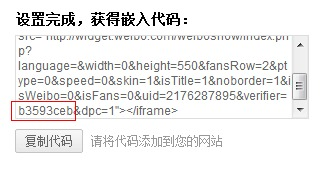 设置完成，获得嵌入代码：
src="http://widget.weibo.com/weiboshow/index.php
p?
language=&width=0&height=550&fansRow=2&pt
ype=0&speed=0&skin=1&isTitle=1&noborder=1&i
sWeibo=0&isFans=0&uid=2176287895&verifier=
b3593ceb&dpc=1"></iframe>
复制代码 请将代码添加到您的网站